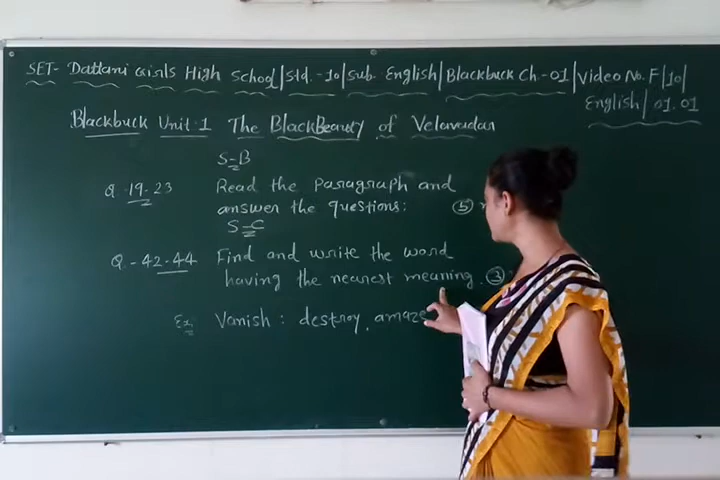 SET- Dattani Girls High School|Std.-10|Sub. English|Blackbuck Ch.-01|Video No. F|10|
English|01.01
Blackbuck Unit-1 The BlackBeauty of Velavadar
S-B
Q-19-23 Read the Paragraph and
answer the questions: 5
S-C
Q.-42-44 Find and write the word
having the nearest meaning. 3
Ex Vanish : destroy, amaze